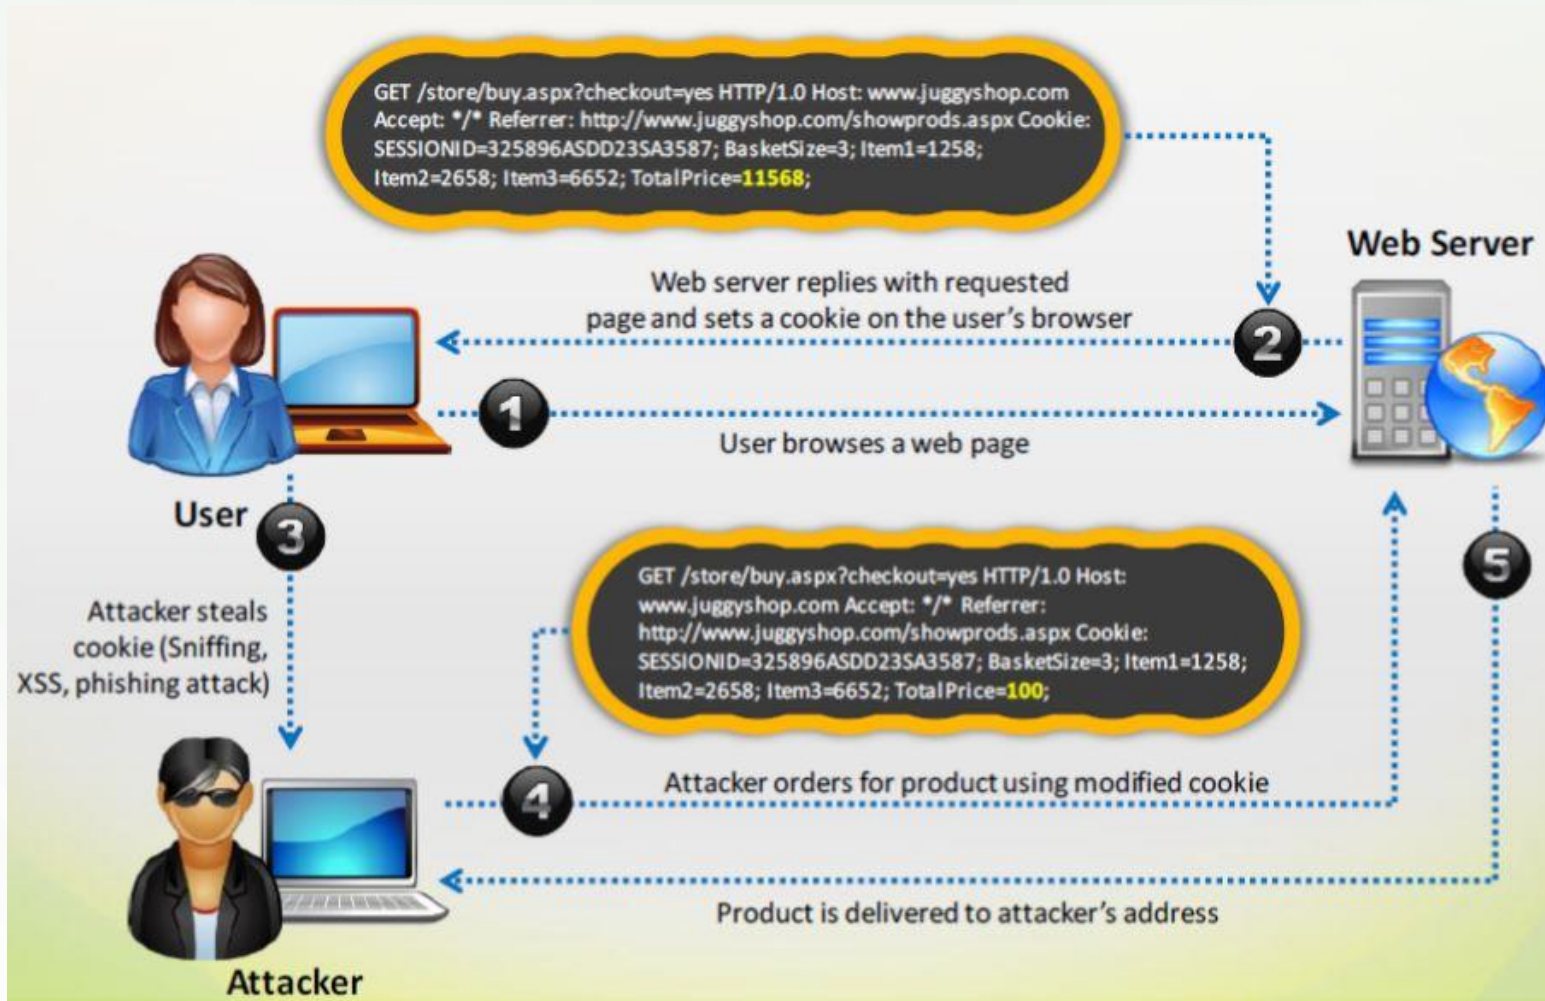 GET /store/buy.aspx?checkout=yes HTTP/1.0 Host: www.juggyshop.com
Accept: */* Referrer: http://www.juggyshop.com/showprods.aspx Cookie:
SESSIONID=325896ASDD23SA3587; BasketSize=3; Item1=1258;
Item2=2658; Item3=6652; TotalPrice=11568;
Web Server
Web server replies with requested
page and sets a cookie on the user's browser
2
1
User browses a web page
User
3
Attacker steals
cookie (Sniffing,
XSS, phishing attack)
GET /store/buy.aspx?checkout=yes HTTP/1.0 Host:
www.juggyshop.com Accept: */* Referrer:
http://www.juggyshop.com/showprods.aspx Cookie:
SESSIONID=325896ASDD23SA3587; BasketSize=3; Item1=1258;
Item2=2658; Item3=6652; TotalPrice=100;
5
4
Attacker orders for product using modified cookie
Product is delivered to attacker's address
Attacker